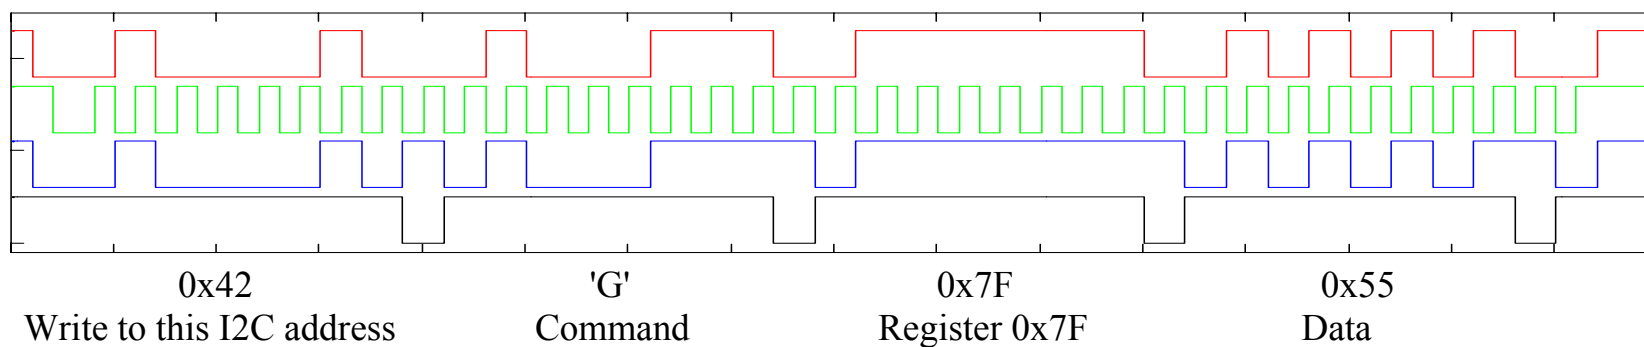 0x42 'G' 0x7F 0x55
Write to this I2C address Command Register 0x7F Data